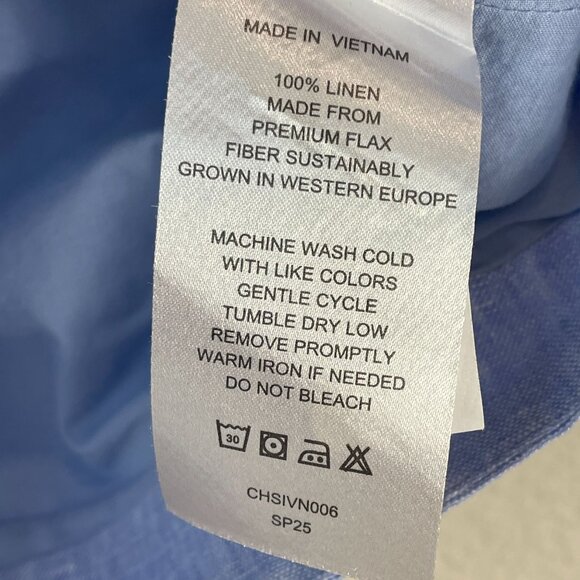 MADE IN VIETNAM
100% LINEN
MADE FROM
PREMIUM FLAX
FIBER SUSTAINABLY
GROWN IN WESTERN EUROPE
MACHINE WASH COLD
WITH LIKE COLORS
GENTLE CYCLE
TUMBLE DRY LOW
REMOVE PROMPTLY
WARM IRON IF NEEDED
DO NOT BLEACH
30
CHSIVN006
SP25